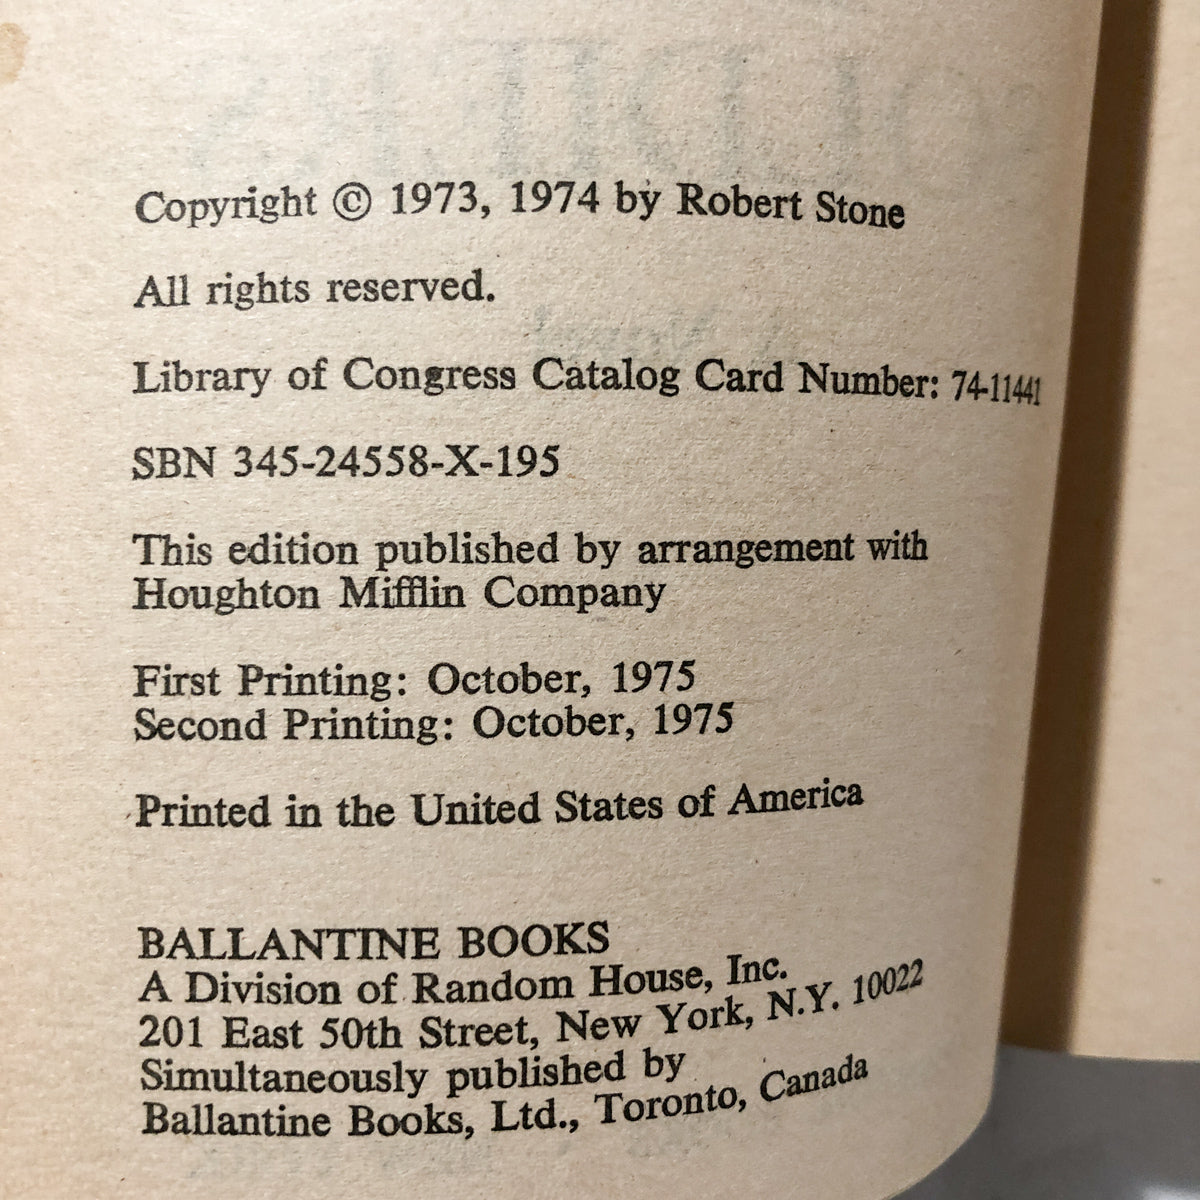 Copyright © 1973, 1974 by Robert Stone
All rights reserved.
Library of Congress Catalog Card Number: 74-11441
SBN 345-24558-X-195
This edition published by arrangement with
Houghton Mifflin Company
First Printing: October, 1975
Second Printing: October, 1975
Printed in the United States of America
BALLANTINE BOOKS
A Division of Random House, Inc.
201 East 50th Street, New York, N.Y. 10022
Simultaneously published by
Ballantine Books, Ltd., Toronto, Canada